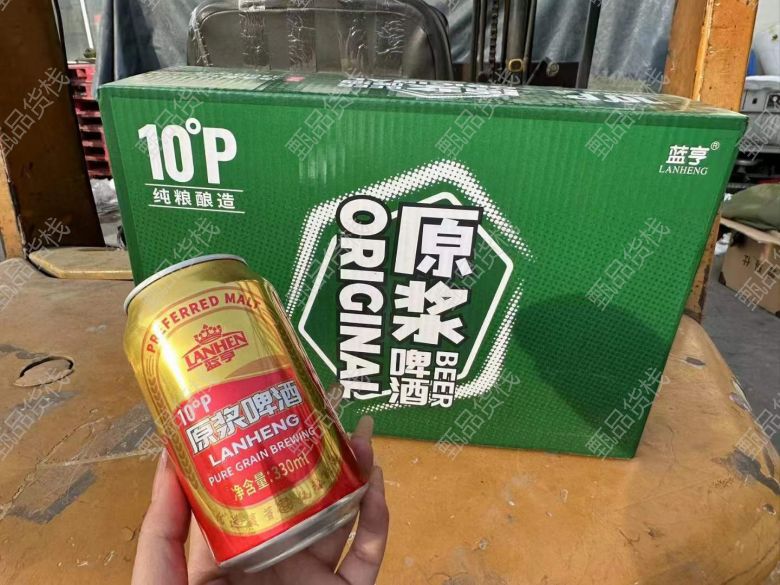 10°P
纯粮酿造
蓝亨®
LANHENG
原浆
啤酒
ORIGINAL
BEER
PREFERRED MALT
LANHEN
蓝亨
10°P
原浆啤酒
LANHENG
PURE GRAIN BREWING
净含量:330ml
甄品货栈